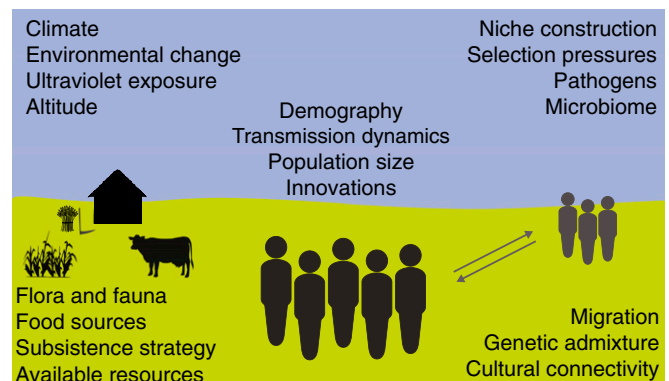 Climate
Environmental change
Ultraviolet exposure
Altitude
Niche construction
Selection pressures
Pathogens
Microbiome
Demography
Transmission dynamics
Population size
Innovations
Flora and fauna
Food sources
Subsistence strategy
Available resources
Migration
Genetic admixture
Cultural connectivity